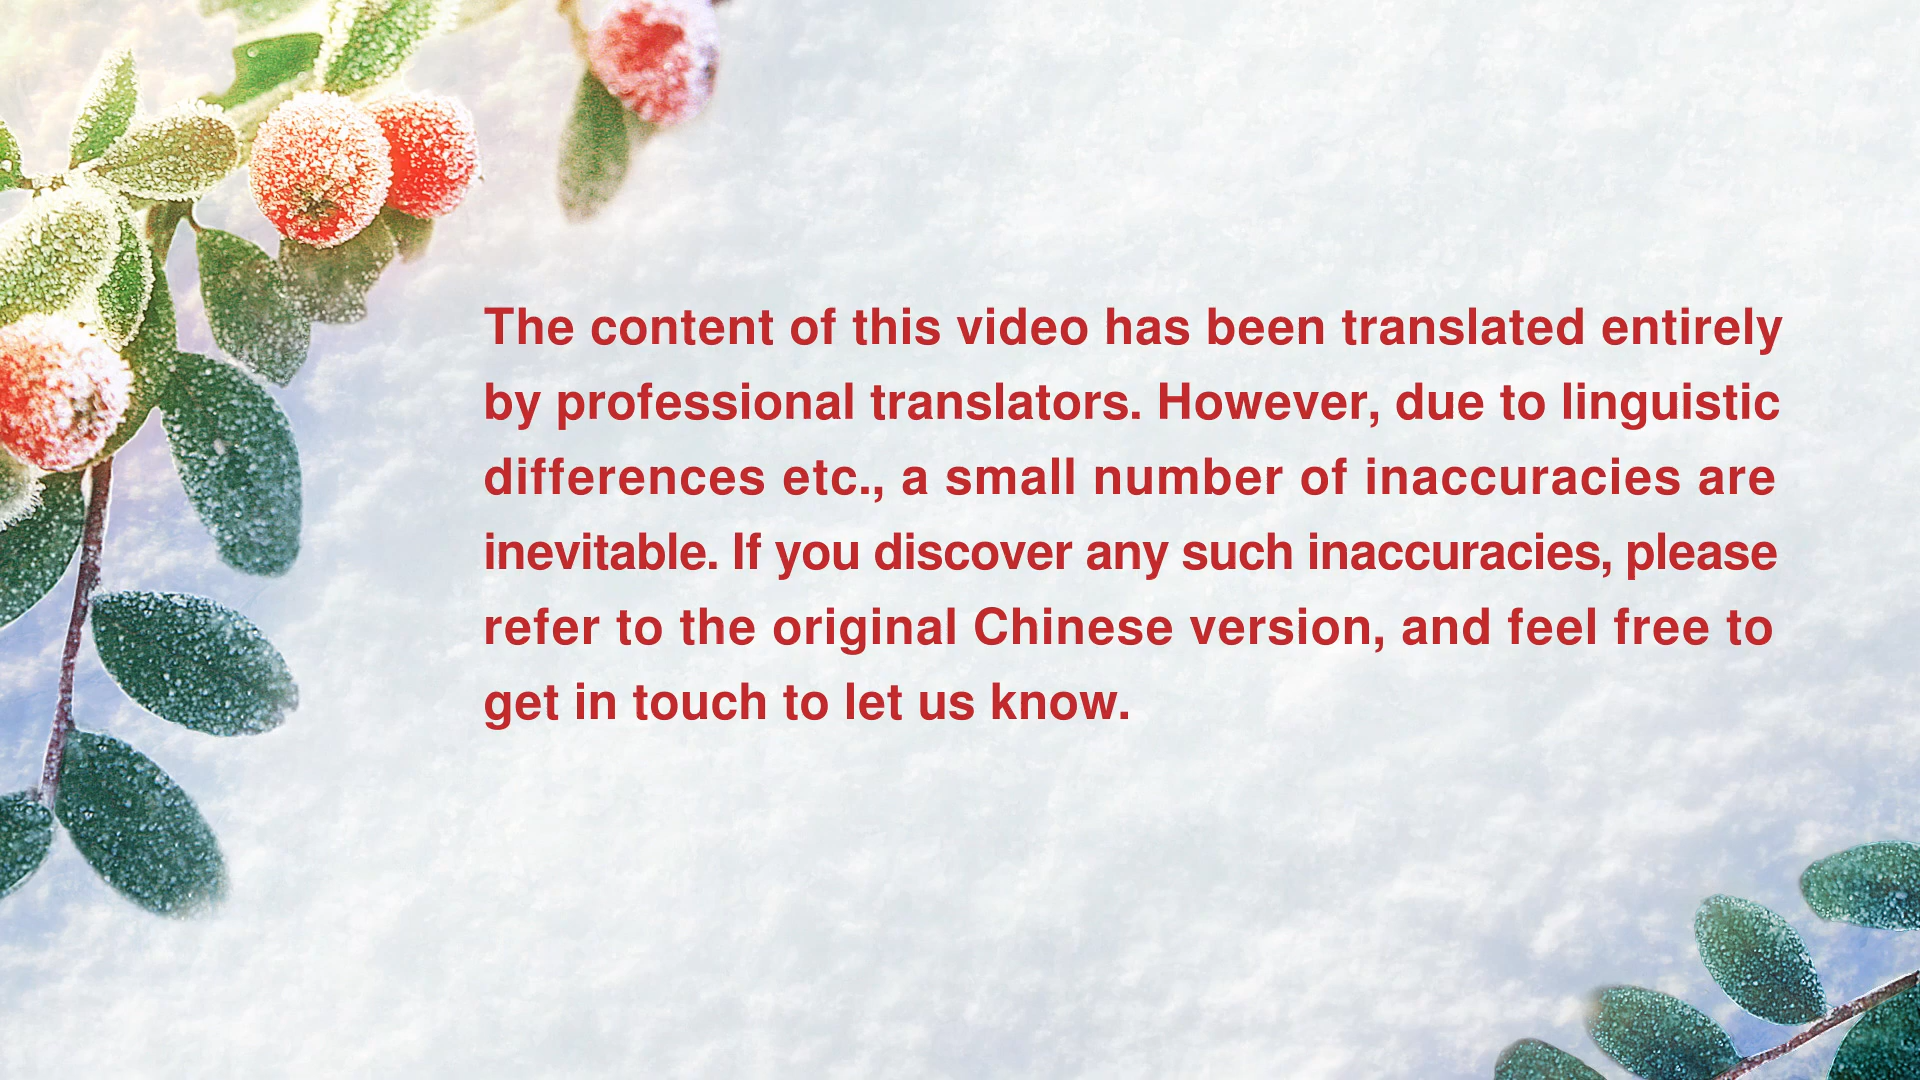 The content of this video has been translated entirely
by professional translators. However, due to linguistic
differences etc., a small number of inaccuracies are
inevitable. If you discover any such inaccuracies, please
refer to the original Chinese version, and feel free to
get in touch to let us know.